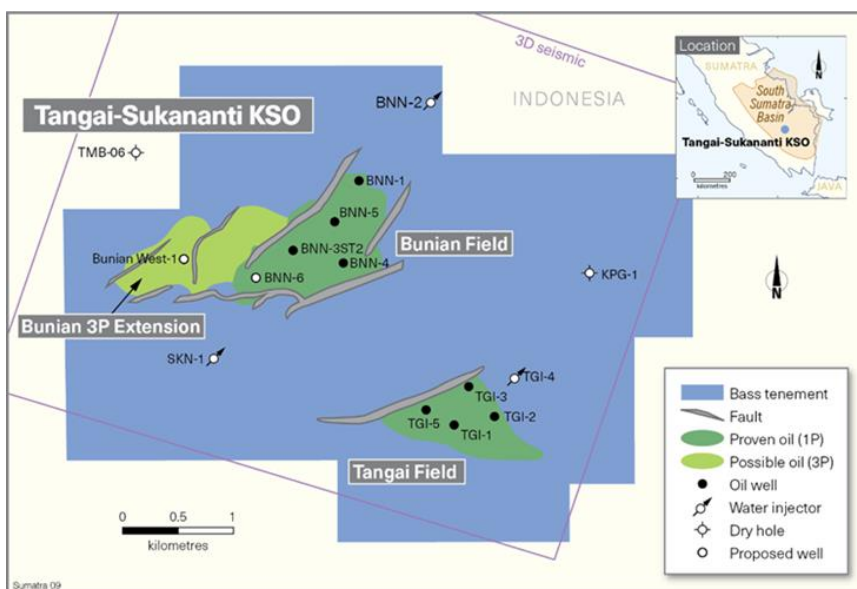 3D seismic
Location
N
SUMATRA
South
Sumatra
Basin
Tangai-Sukananti KSO
0 200
kilometres
JAVA
BNN-2
INDONESIA
Tangai-Sukananti KSO
TMB-06
BNN-1
BNN-5
Bunian Field
BNN-3ST2
BNN-4
Bunian West-1
BNN-6
KPG-1
N
Bunian 3P Extension
SKN-1
TGI-4
TGI-3
TGI-2
TGI-5
TGI-1
Tangai Field
0 0.5 1
kilometres
Bass tenement
Fault
Proven oil (1P)
Possible oil (3P)
Oil well
Water injector
Dry hole
Proposed well
Sumatra 09